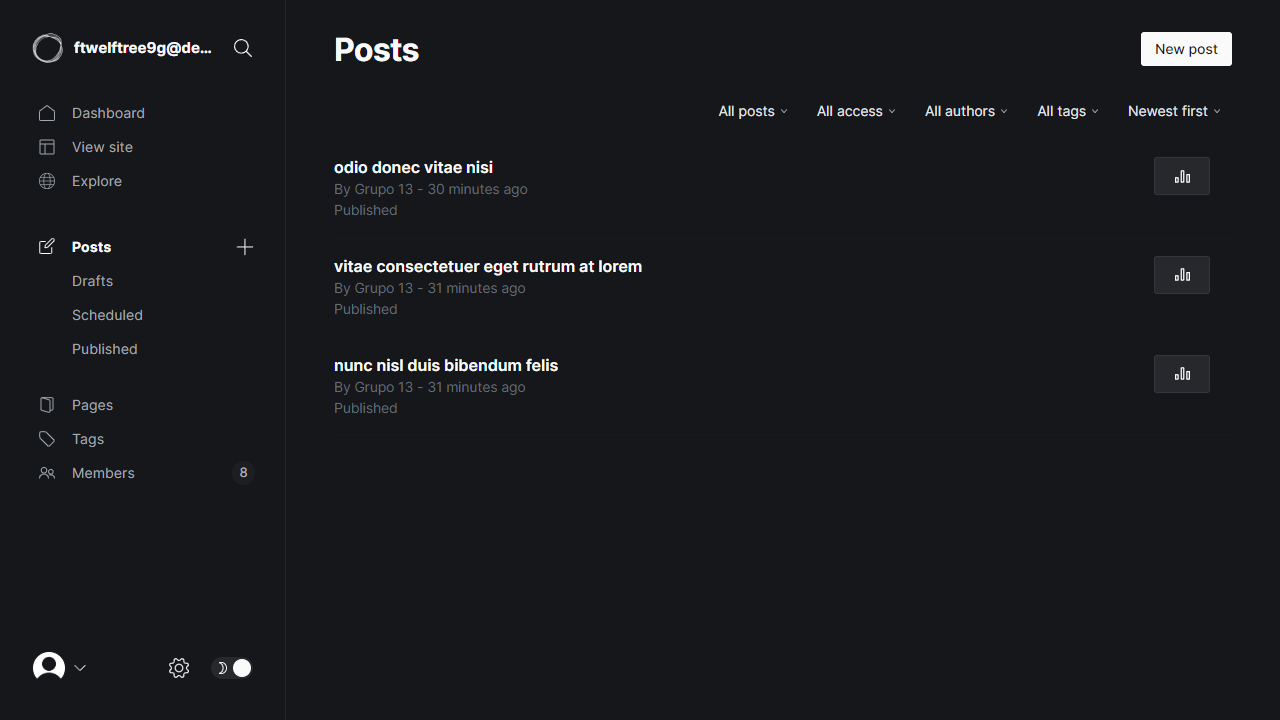 ftwelftree9g@de...
Dashboard
View site
Explore
Posts
Drafts
Scheduled
Published
Pages
Tags
Members 8
Posts
New post
All posts All access All authors All tags Newest first
odio donec vitae nisi
By Grupo 13 - 30 minutes ago
Published
vitae consectetuer eget rutrum at lorem
By Grupo 13 - 31 minutes ago
Published
nunc nisl duis bibendum felis
By Grupo 13 - 31 minutes ago
Published